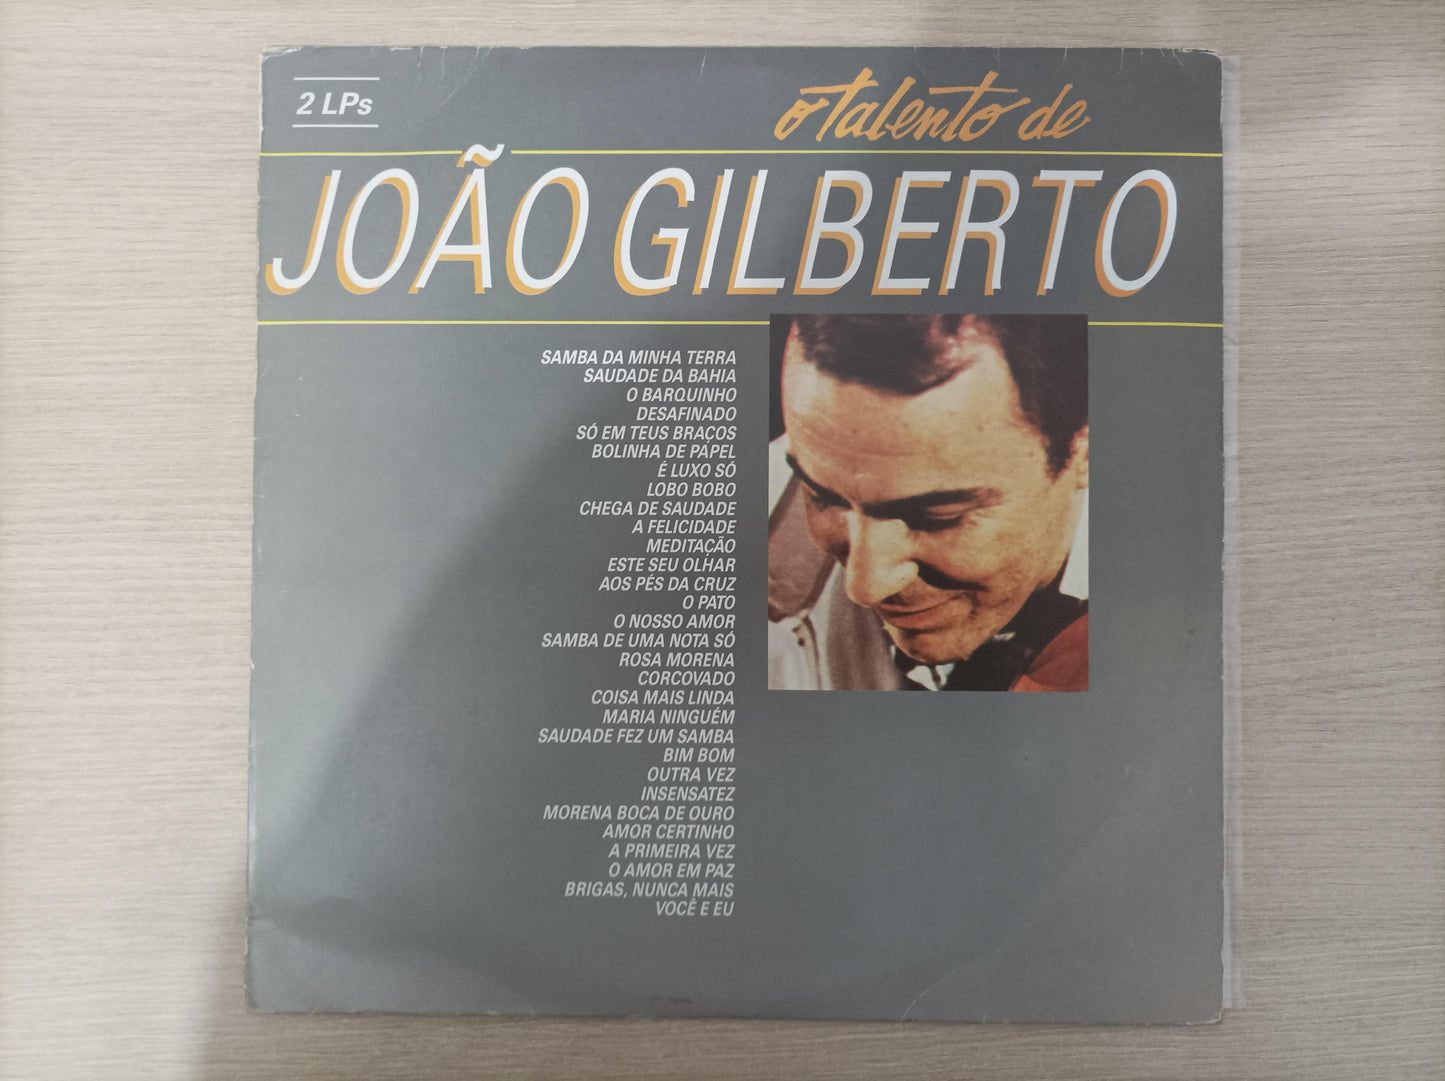 2 LPs
o talento de
JOÃO GILBERTO
SAMBA DA MINHA TERRA
SAUDADE DA BAHIA
O BARQUINHO
DESAFINADO
SÓ EM TEUS BRAÇOS
BOLINHA DE PAPEL
É LUXO SÓ
LOBO BOBO
CHEGA DE SAUDADE
A FELICIDADE
MEDITAÇÃO
ESTE SEU OLHAR
AOS PÉS DA CRUZ
O PATO
O NOSSO AMOR
SAMBA DE UMA NOTA SÓ
ROSA MORENA
CORCOVADO
COISA MAIS LINDA
MARIA NINGUÉM
SAUDADE FEZ UM SAMBA
BIM BOM
OUTRA VEZ
INSENSATEZ
MORENA BOCA DE OURO
AMOR CERTINHO
A PRIMEIRA VEZ
O AMOR EM PAZ
BRIGAS, NUNCA MAIS
VOCÊ E EU